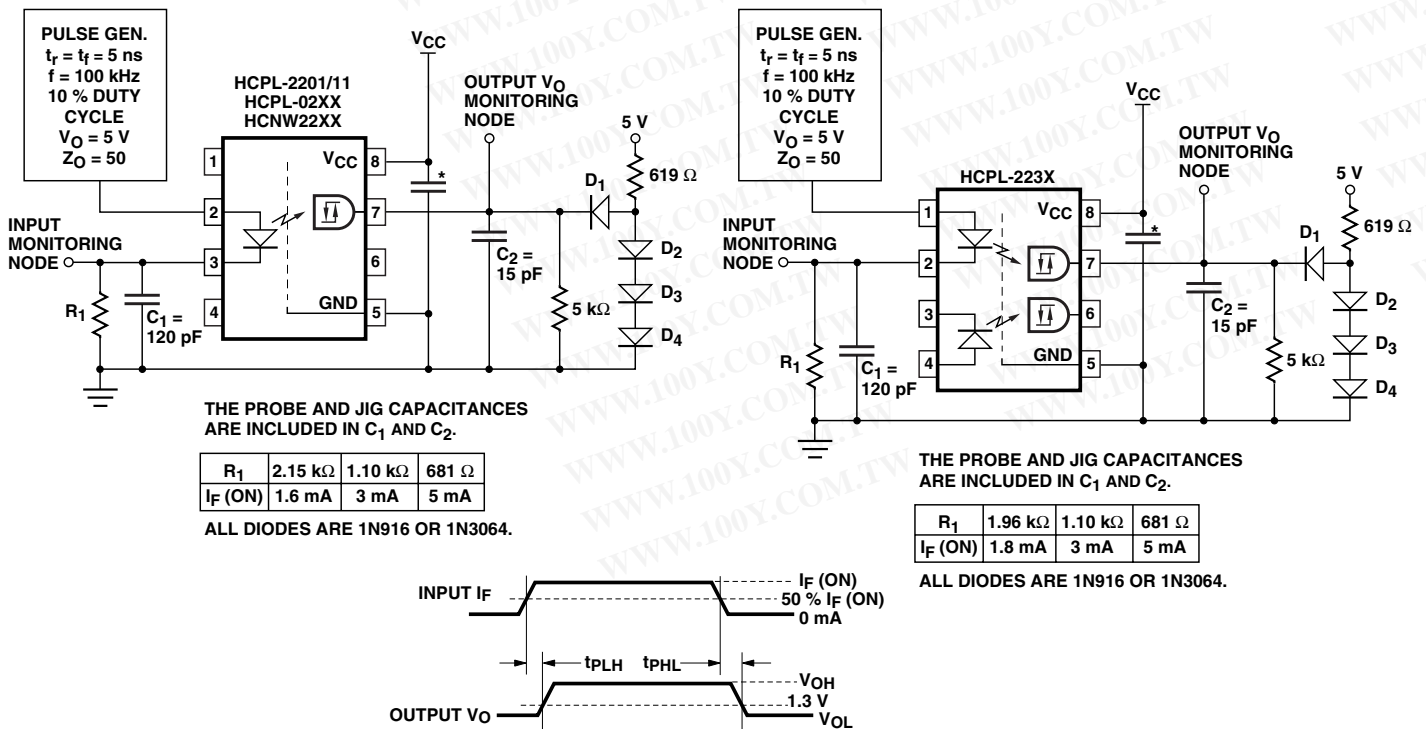 PULSE GEN.
tr = tf = 5 ns
f = 100 kHz
10 % DUTY
CYCLE
VO = 5 V
ZO = 50
HCPL-2201/11
HCPL-02XX
HCNW22XX
VCC
OUTPUT VO
MONITORING
NODE
5 V
619 Ω
1
2
3
4
VCC
8
7
6
GND
5
*
D1
D2
D3
D4
INPUT
MONITORING
NODE
R1
C1 =
120 pF
C2 =
15 pF
5 kΩ
THE PROBE AND JIG CAPACITANCES
ARE INCLUDED IN C1 AND C2.
R1 2.15 kΩ 1.10 kΩ 681 Ω
IF (ON) 1.6 mA 3 mA 5 mA
ALL DIODES ARE 1N916 OR 1N3064.
PULSE GEN.
tr = tf = 5 ns
f = 100 kHz
10 % DUTY
CYCLE
VO = 5 V
ZO = 50
HCPL-223X
VCC
OUTPUT VO
MONITORING
NODE
5 V
619 Ω
1
2
3
4
VCC
8
7
6
GND
5
*
D1
D2
D3
D4
INPUT
MONITORING
NODE
R1
C1 =
120 pF
C2 =
15 pF
5 kΩ
THE PROBE AND JIG CAPACITANCES
ARE INCLUDED IN C1 AND C2.
R1 1.96 kΩ 1.10 kΩ 681 Ω
IF (ON) 1.8 mA 3 mA 5 mA
ALL DIODES ARE 1N916 OR 1N3064.
INPUT IF
IF (ON)
50 % IF (ON)
0 mA
tPLH tPHL
OUTPUT VO
VOH
1.3 V
VOL
WWW.100Y.COM.TW